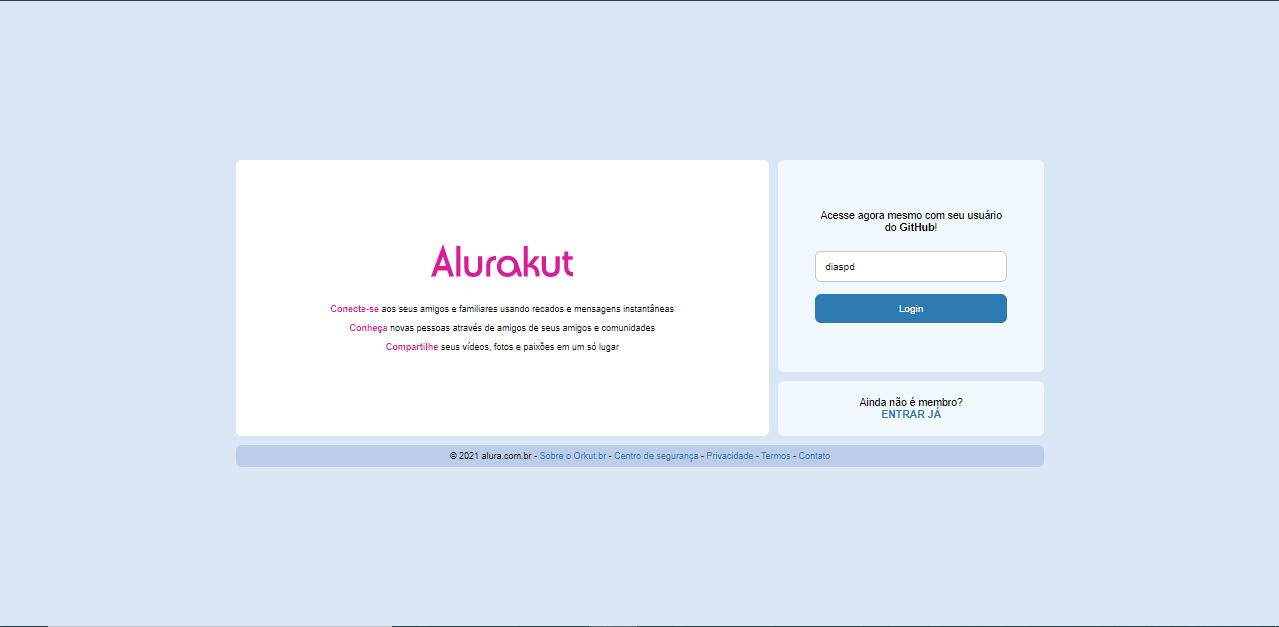 Alurakut
Conecte-se aos seus amigos e familiares usando recados e mensagens instantâneas
Conheça novas pessoas através de amigos de seus amigos e comunidades
Compartilhe seus vídeos, fotos e paixões em um só lugar
Acesse agora mesmo com seu usuário
do GitHub!
diaspd
Login
Ainda não é membro?
ENTRAR JÁ
© 2021 alura.com.br - Sobre o Orkut.br - Centro de segurança - Privacidade - Termos - Contato